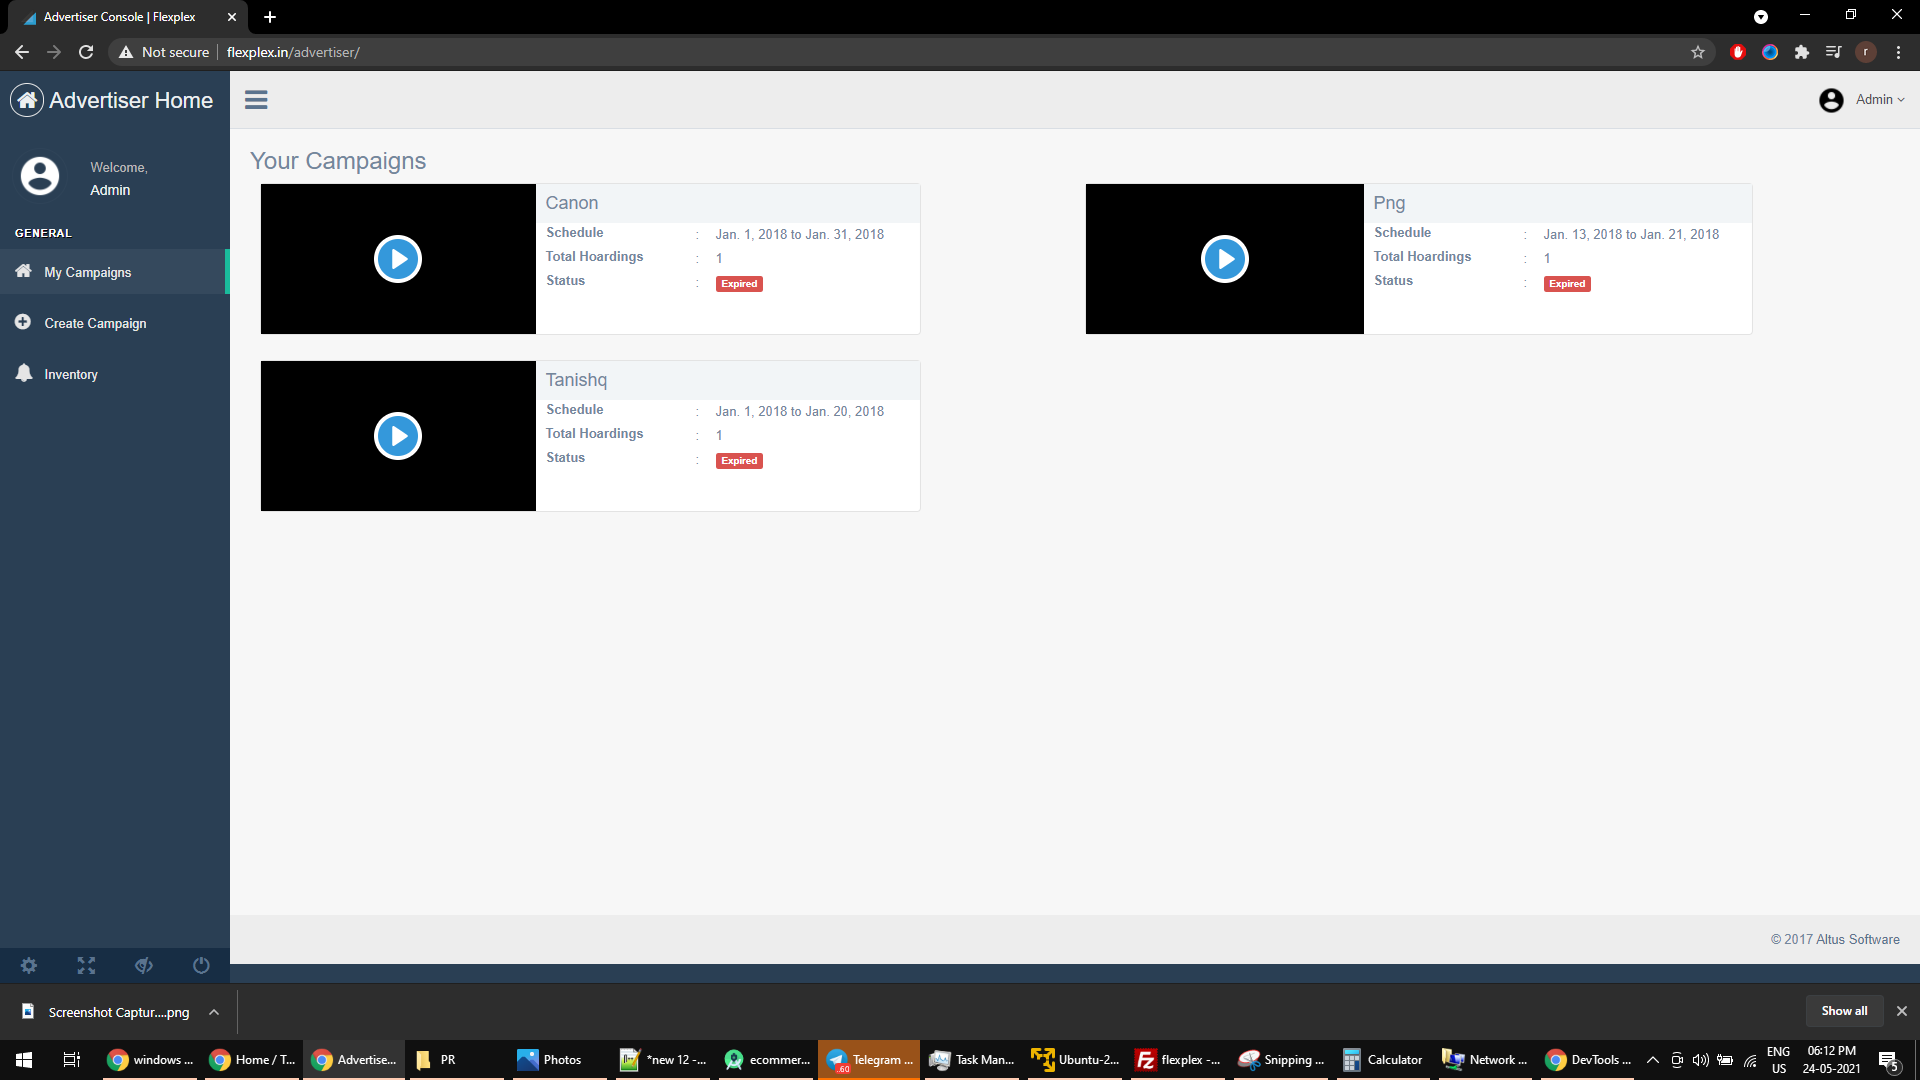 Advertiser Console | Flexplex
Not secure
flexplex.in/advertiser/
r
Advertiser Home
Admin
Welcome,
Admin
GENERAL
My Campaigns
Create Campaign
Inventory
Your Campaigns
Canon
Schedule : Jan. 1, 2018 to Jan. 31, 2018
Total Hoardings : 1
Status : Expired
Png
Schedule : Jan. 13, 2018 to Jan. 21, 2018
Total Hoardings : 1
Status : Expired
Tanishq
Schedule : Jan. 1, 2018 to Jan. 20, 2018
Total Hoardings : 1
Status : Expired
© 2017 Altus Software
Screenshot Captur....png
Show all
windows ...
Home / T...
Advertise...
PR
Photos
*new 12 -...
ecommer...
Telegram ...
.60
Task Man...
Ubuntu-2...
flexplex -...
Snipping ...
Calculator
Network ...
DevTools ...
ENG
US
06:12 PM
24-05-2021
5